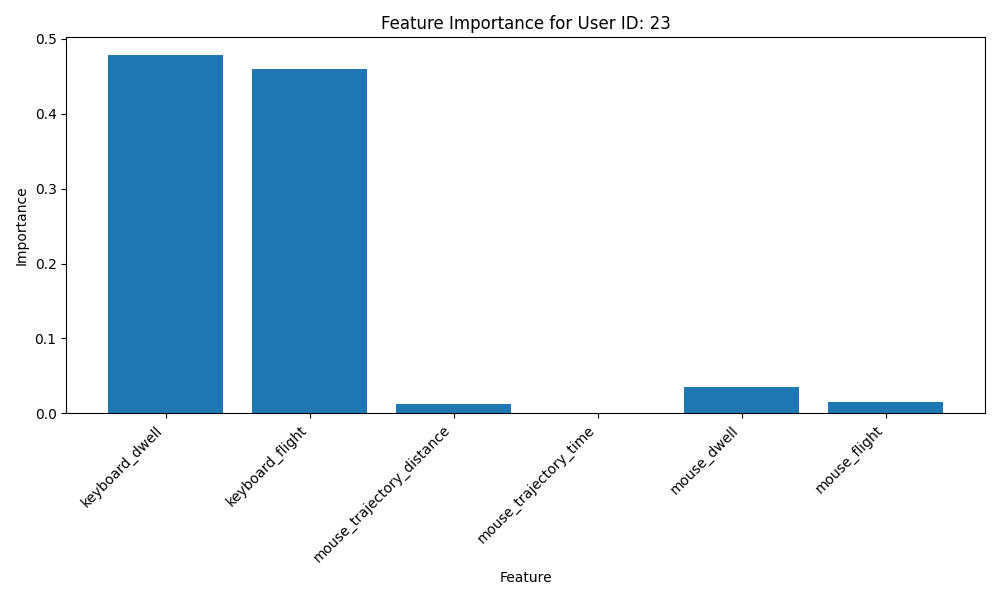 Feature Importance for User ID: 23
0.5
0.4
0.3
0.2
0.1
0.0
Importance
keyboard_dwell
keyboard_flight
mouse_trajectory_distance
mouse_trajectory_time
mouse_dwell
mouse_flight
Feature